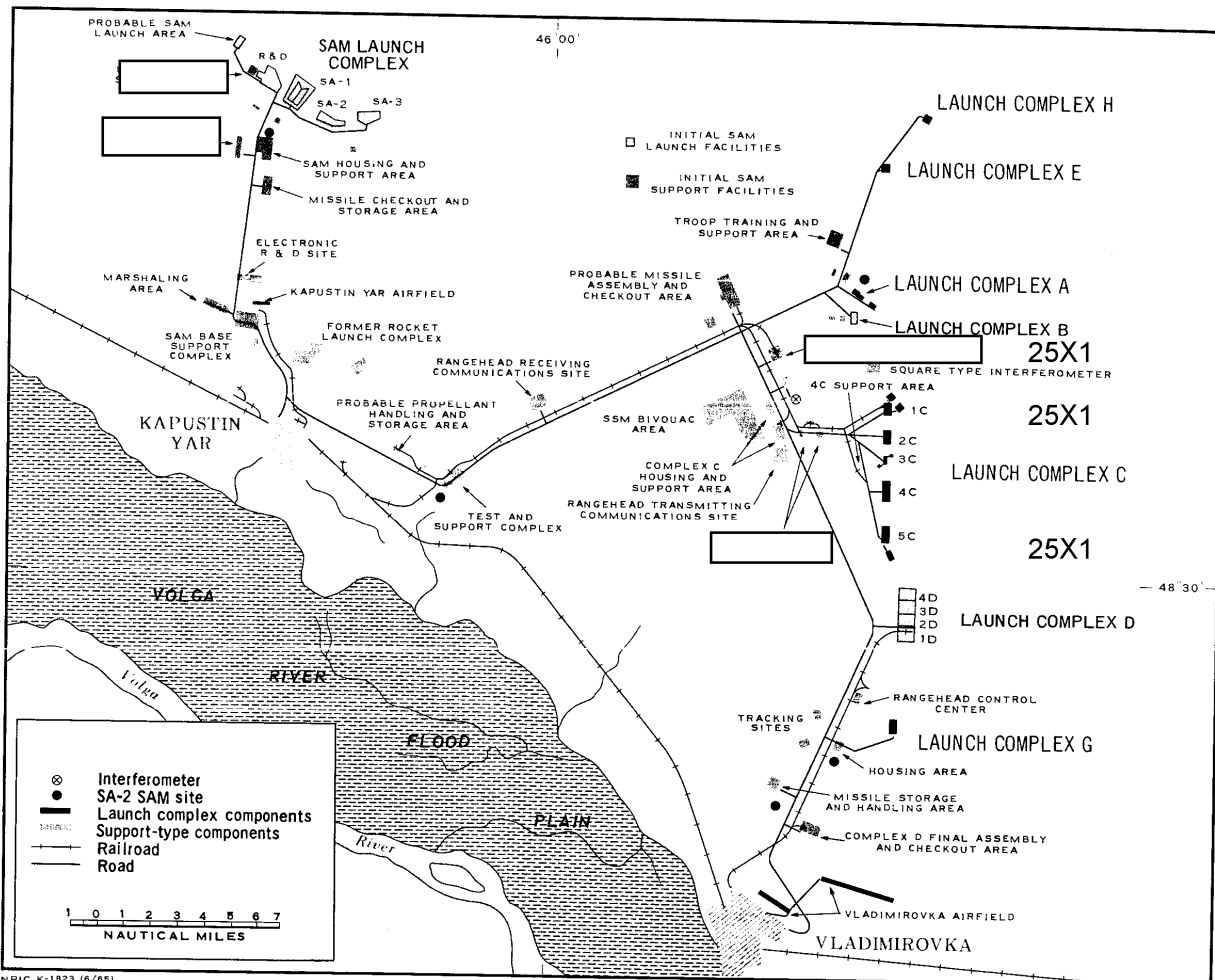 PROBABLE SAM
LAUNCH AREA
R & D
SAM LAUNCH
COMPLEX
SA-1
SA-2
SA-3
46°00'
SAM HOUSING AND
SUPPORT AREA
MISSILE CHECKOUT AND
STORAGE AREA
ELECTRONIC
R & D SITE
MARSHALING
AREA
KAPUSTIN YAR AIRFIELD
SAM BASE
SUPPORT
COMPLEX
FORMER ROCKET
LAUNCH COMPLEX
INITIAL SAM
LAUNCH FACILITIES
INITIAL SAM
SUPPORT FACILITIES
LAUNCH COMPLEX H
LAUNCH COMPLEX E
TROOP TRAINING AND
SUPPORT AREA
LAUNCH COMPLEX A
LAUNCH COMPLEX B
PROBABLE MISSILE
ASSEMBLY AND
CHECKOUT AREA
25X1
SQUARE TYPE INTERFEROMETER
4C SUPPORT AREA
RANGEHEAD RECEIVING
COMMUNICATIONS SITE
PROBABLE PROPELLANT
HANDLING AND
STORAGE AREA
KAPUSTIN
YAR
SSM BIVOUAC
AREA
1C
25X1
2C
3C
4C
5C
LAUNCH COMPLEX C
COMPLEX C
HOUSING AND
SUPPORT AREA
RANGEHEAD TRANSMITTING
COMMUNICATIONS SITE
TEST AND
SUPPORT COMPLEX
25X1
48°30'
4D
3D
2D
1D
LAUNCH COMPLEX D
VOLGA
RIVER
FLOOD
PLAIN
Volga
River
RANGEHEAD CONTROL
CENTER
TRACKING
SITES
LAUNCH COMPLEX G
HOUSING AREA
MISSILE STORAGE
AND HANDLING AREA
COMPLEX D FINAL ASSEMBLY
AND CHECKOUT AREA
VLADIMIROVKA AIRFIELD
VLADIMIROVKA
Interferometer
SA-2 SAM site
Launch complex components
Support-type components
Railroad
Road
1 0 1 2 3 4 5 6 7
NAUTICAL MILES
NPIC K-1823 (6/65)